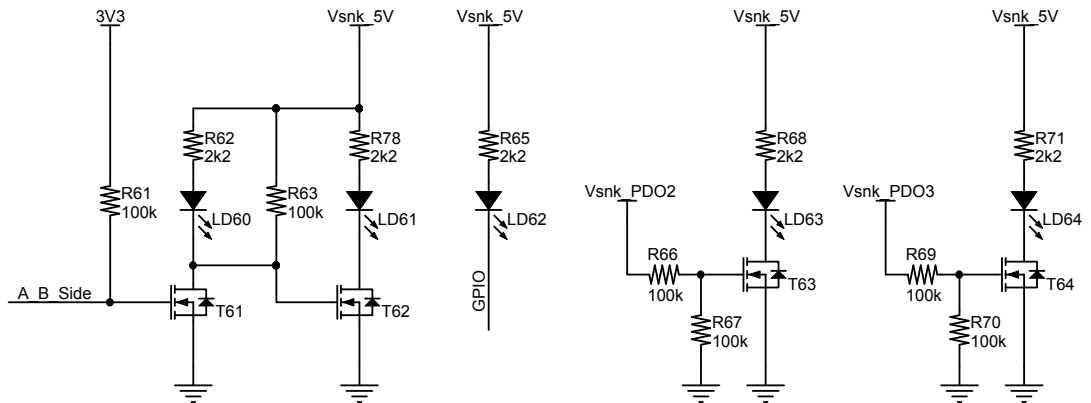 3V3 Vsnk_5V Vsnk_5V Vsnk_5V Vsnk_5V
R62 2k2
R78 2k2
R65 2k2
R68 2k2
R71 2k2
R61 100k
R63 100k
Vsnk_PDO2
Vsnk_PDO3
LD60
LD61
LD62
LD63
LD64
R66 100k
R69 100k
A_B_Side
T61
T62
GPIO
T63
T64
R67 100k
R70 100k